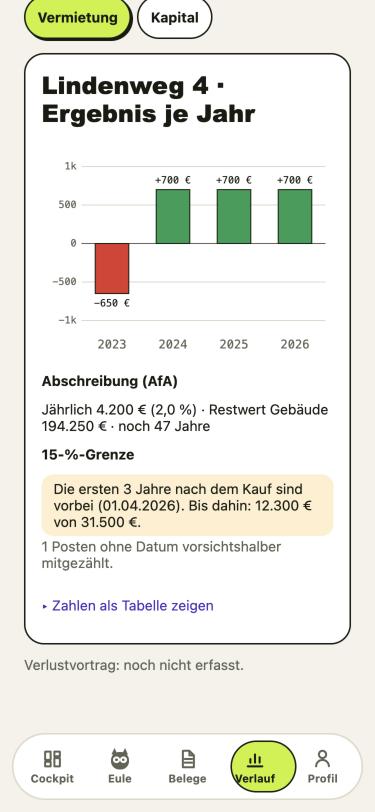 Vermietung
Kapital
Lindenweg 4 ·
Ergebnis je Jahr
1k
500
0
−500
−1k
+700 €
+700 €
+700 €
−650 €
2023
2024
2025
2026
Abschreibung (AfA)
Jährlich 4.200 € (2,0 %) · Restwert Gebäude
194.250 € · noch 47 Jahre
15-%-Grenze
Die ersten 3 Jahre nach dem Kauf sind
vorbei (01.04.2026). Bis dahin: 12.300 €
von 31.500 €.
1 Posten ohne Datum vorsichtshalber
mitgezählt.
▸ Zahlen als Tabelle zeigen
Verlustvortrag: noch nicht erfasst.
Cockpit
Eule
Belege
Verlauf
Profil